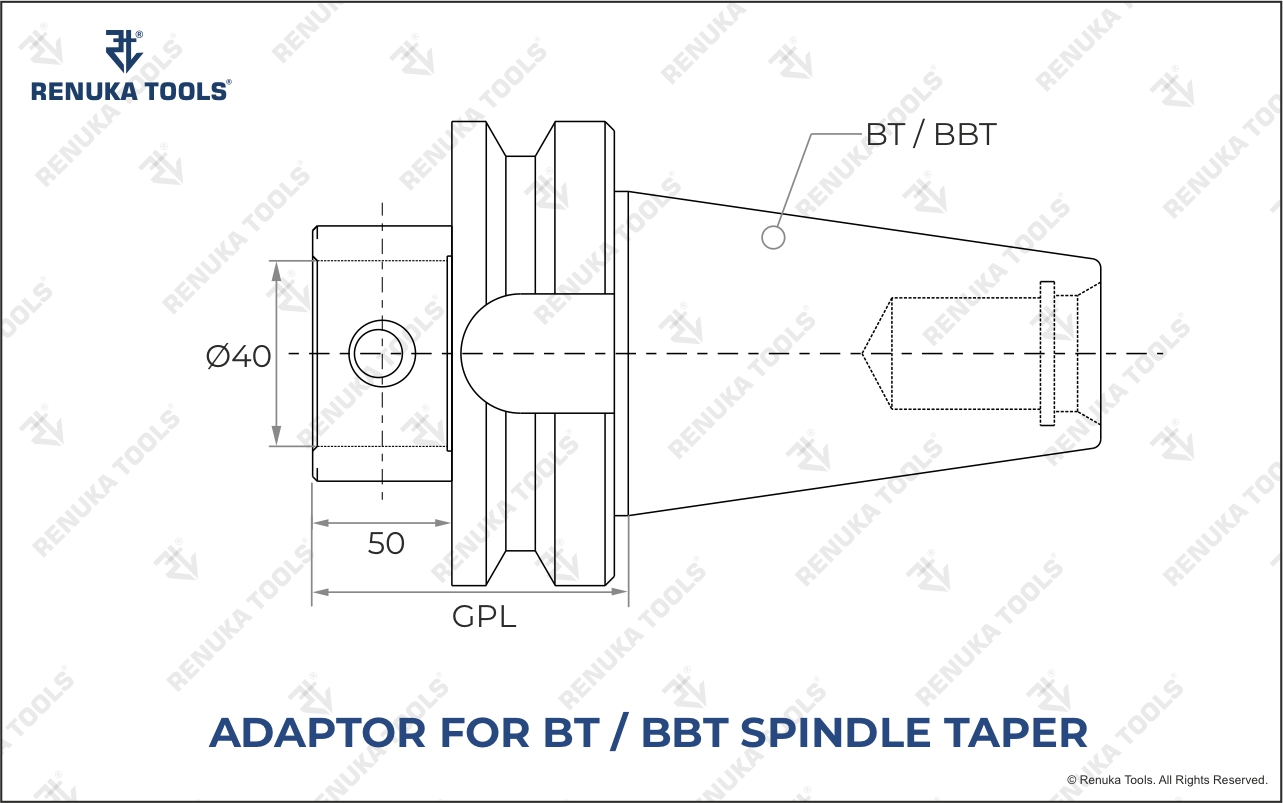 RENUKA TOOLS®
BT / BBT
Ø40
50
GPL
ADAPTOR FOR BT / BBT SPINDLE TAPER
© Renuka Tools. All Rights Reserved.